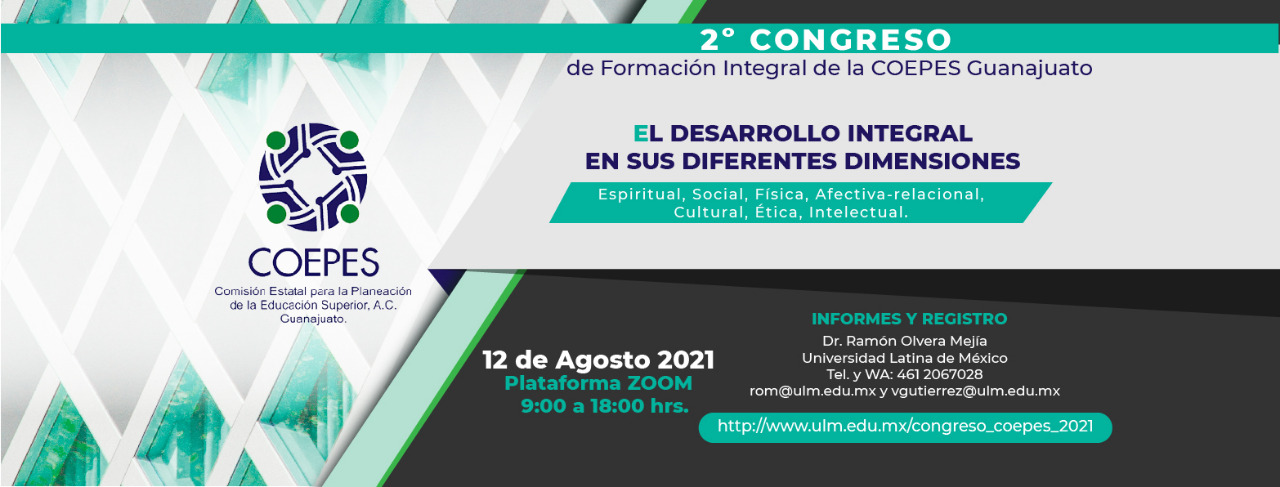 2º CONGRESO
de Formación Integral de la COEPES Guanajuato
EL DESARROLLO INTEGRAL
EN SUS DIFERENTES DIMENSIONES
Espiritual, Social, Física, Afectiva-relacional,
Cultural, Ética, Intelectual.
COEPES
Comisión Estatal para la Planeación
de la Educación Superior, A.C.
Guanajuato.
12 de Agosto 2021
Plataforma ZOOM
9:00 a 18:00 hrs.
INFORMES Y REGISTRO
Dr. Ramón Olvera Mejía
Universidad Latina de México
Tel. y WA: 461 2067028
rom@ulm.edu.mx y vgutierrez@ulm.edu.mx
http://www.ulm.edu.mx/congreso_coepes_2021